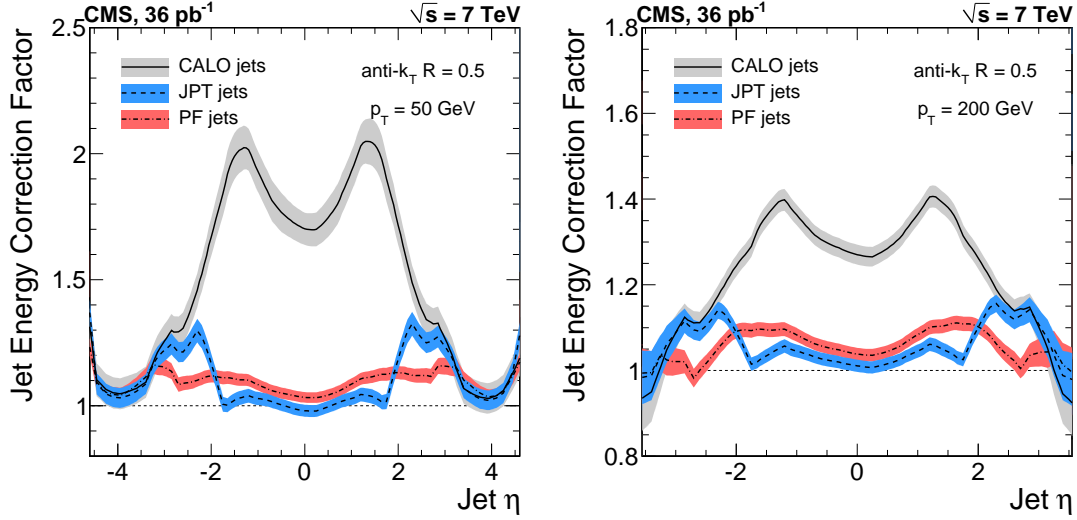 CMS, 36 pb⁻¹ √s = 7 TeV
Jet Energy Correction Factor
2.5
2
1.5
1
CALO jets
JPT jets
PF jets
anti-k_T R = 0.5
p_T = 50 GeV
-4 -2 0 2 4
Jet η
CMS, 36 pb⁻¹ √s = 7 TeV
Jet Energy Correction Factor
1.8
1.6
1.4
1.2
1.0
0.8
CALO jets
JPT jets
PF jets
anti-k_T R = 0.5
p_T = 200 GeV
-2 0 2
Jet η